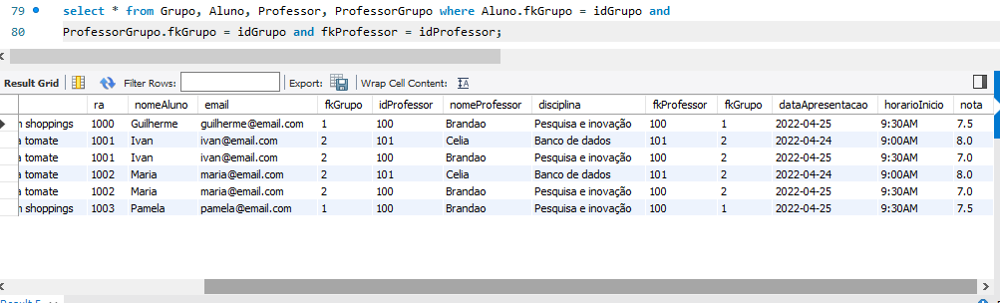 79 select * from Grupo, Aluno, Professor, ProfessorGrupo where Aluno.fkGrupo = idGrupo and
80 ProfessorGrupo.fkGrupo = idGrupo and fkProfessor = idProfessor;
Result Grid Filter Rows: Export: Wrap Cell Content:
ra nomeAluno email fkGrupo idProfessor nomeProfessor disciplina fkProfessor fkGrupo dataApresentacao horarioInicio nota
shoppings 1000 Guilherme guilherme@email.com 1 100 Brandao Pesquisa e inovação 100 1 2022-04-25 9:30AM 7.5
a tomate 1001 Ivan ivan@email.com 2 101 Celia Banco de dados 101 2 2022-04-24 9:00AM 8.0
a tomate 1001 Ivan ivan@email.com 2 100 Brandao Pesquisa e inovação 100 2 2022-04-25 9:30AM 7.0
a tomate 1002 Maria maria@email.com 2 101 Celia Banco de dados 101 2 2022-04-24 9:00AM 8.0
a tomate 1002 Maria maria@email.com 2 100 Brandao Pesquisa e inovação 100 2 2022-04-25 9:30AM 7.0
shoppings 1003 Pamela pamela@email.com 1 100 Brandao Pesquisa e inovação 100 1 2022-04-25 9:30AM 7.5